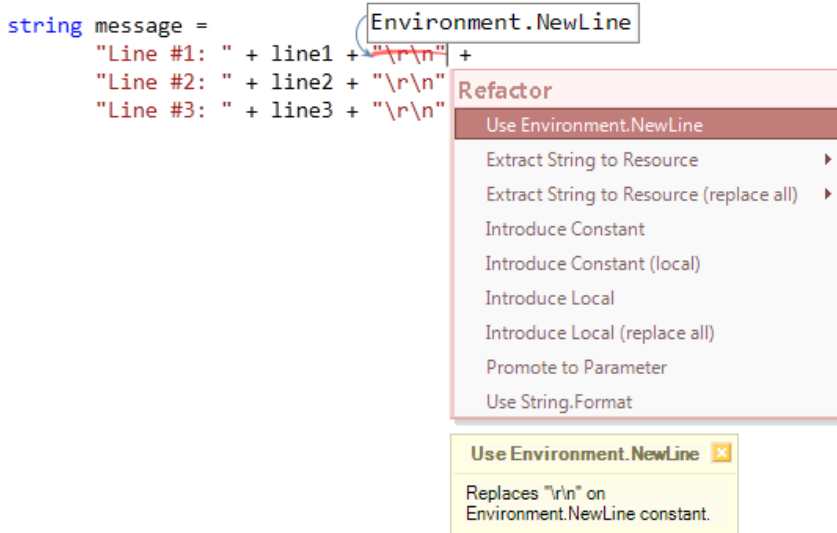 string message =
Environment.NewLine
"Line #1: " + line1 + "\r\n" +
"Line #2: " + line2 + "\r\n"
"Line #3: " + line3 + "\r\n"
Refactor
Use Environment.NewLine
Extract String to Resource
Extract String to Resource (replace all)
Introduce Constant
Introduce Constant (local)
Introduce Local
Introduce Local (replace all)
Promote to Parameter
Use String.Format
Use Environment.NewLine
Replaces "\r\n" on
Environment.NewLine constant.